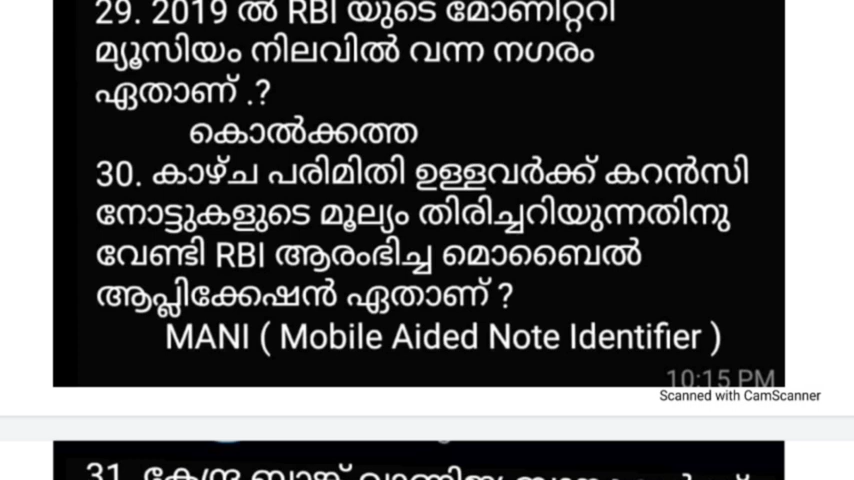 29. 2019 ൽ RBI യുടെ മോണിറ്ററി
മ്യൂസിയം നിലവിൽ വന്ന നഗരം
ഏതാണ് .?
കൊൽക്കത്ത
30. കാഴ്ച പരിമിതി ഉള്ളവർക്ക് കറൻസി
നോട്ടുകളുടെ മൂല്യം തിരിച്ചറിയുന്നതിനു
വേണ്ടി RBI ആരംഭിച്ച മൊബൈൽ
ആപ്ലിക്കേഷൻ ഏതാണ് ?
MANI ( Mobile Aided Note Identifier )
10:15 PM
Scanned with CamScanner
31. കേന്ദ്ര ബാങ്ക്